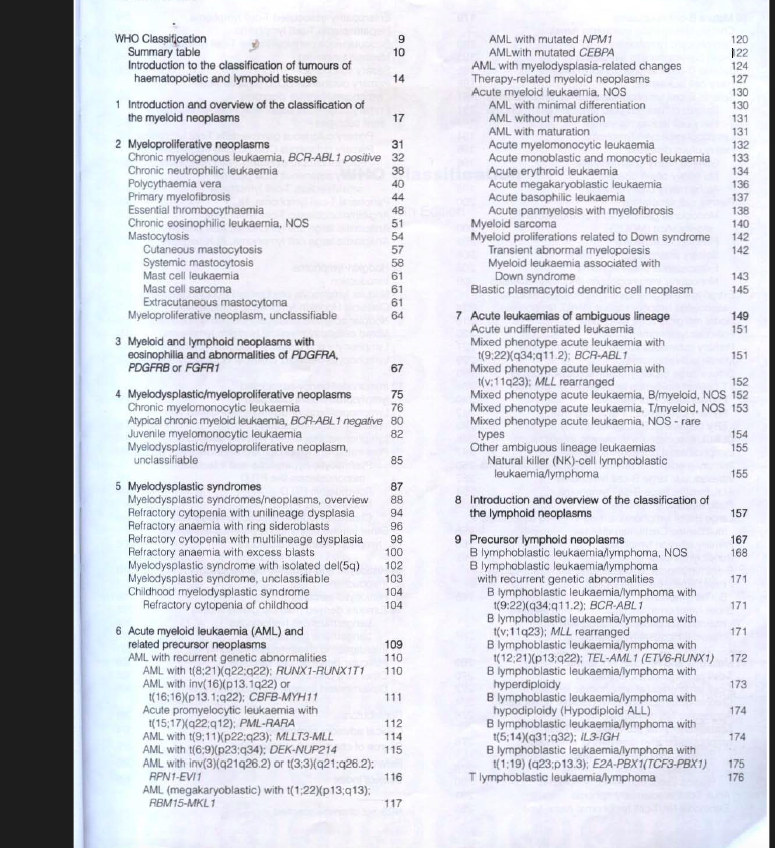 WHO Classification 9
Summary table 10
Introduction to the classification of tumours of
haematopoietic and lymphoid tissues 14
1 Introduction and overview of the classification of
the myeloid neoplasms 17
2 Myeloproliferative neoplasms 31
Chronic myelogenous leukaemia, BCR-ABL1 positive 32
Chronic neutrophilic leukaemia 38
Polycythaemia vera 40
Primary myelofibrosis 44
Essential thrombocythaemia 48
Chronic eosinophilic leukaemia, NOS 51
Mastocytosis 54
Cutaneous mastocytosis 57
Systemic mastocytosis 58
Mast cell leukaemia 61
Mast cell sarcoma 61
Extracutaneous mastocytoma 61
Myeloproliferative neoplasm, unclassifiable 64
3 Myeloid and lymphoid neoplasms with
eosinophilia and abnormalities of PDGFRA,
PDGFRB or FGFR1 67
4 Myelodysplastic/myeloproliferative neoplasms 75
Chronic myelomonocytic leukaemia 76
Atypical chronic myeloid leukaemia, BCR-ABL1 negative 80
Juvenile myelomonocytic leukaemia 82
Myelodysplastic/myeloproliferative neoplasm,
unclassifiable 85
5 Myelodysplastic syndromes 87
Myelodysplastic syndromes/neoplasms, overview 88
Refractory cytopenia with unilineage dysplasia 94
Refractory anaemia with ring sideroblasts 96
Refractory cytopenia with multilineage dysplasia 98
Refractory anaemia with excess blasts 100
Myelodysplastic syndrome with isolated del(5q) 102
Myelodysplastic syndrome, unclassifiable 103
Childhood myelodysplastic syndrome 104
Refractory cytopenia of childhood 104
6 Acute myeloid leukaemia (AML) and
related precursor neoplasms 109
AML with recurrent genetic abnormalities 110
AML with t(8;21)(q22;q22); RUNX1-RUNX1T1 110
AML with inv(16)(p13.1q22) or
t(16;16)(p13.1;q22); CBFB-MYH11 111
Acute promyelocytic leukaemia with
t(15;17)(q22;q12); PML-RARA 112
AML with t(9;11)(p22;q23); MLLT3-MLL 114
AML with t(6;9)(p23;q34); DEK-NUP214 115
AML with inv(3)(q21q26.2) or t(3;3)(q21;q26.2);
RPN1-EVI1 116
AML (megakaryoblastic) with t(1;22)(p13;q13);
RBM15-MKL1 117
AML with mutated NPM1 120
AMLwith mutated CEBPA 122
AML with myelodysplasia-related changes 124
Therapy-related myeloid neoplasms 127
Acute myeloid leukaemia, NOS 130
AML with minimal differentiation 130
AML without maturation 131
AML with maturation 131
Acute myelomonocytic leukaemia 132
Acute monoblastic and monocytic leukaemia 133
Acute erythroid leukaemia 134
Acute megakaryoblastic leukaemia 136
Acute basophilic leukaemia 137
Acute panmyelosis with myelofibrosis 138
Myeloid sarcoma 140
Myeloid proliferations related to Down syndrome 142
Transient abnormal myelopoiesis 142
Myeloid leukaemia associated with
Down syndrome 143
Blastic plasmacytoid dendritic cell neoplasm 145
7 Acute leukaemias of ambiguous lineage 149
Acute undifferentiated leukaemia 151
Mixed phenotype acute leukaemia with
t(9;22)(q34;q11.2); BCR-ABL1 151
Mixed phenotype acute leukaemia with
t(v;11q23); MLL rearranged 152
Mixed phenotype acute leukaemia, B/myeloid, NOS 152
Mixed phenotype acute leukaemia, T/myeloid, NOS 153
Mixed phenotype acute leukaemia, NOS - rare
types 154
Other ambiguous lineage leukaemias 155
Natural killer (NK)-cell lymphoblastic
leukaemia/lymphoma 155
8 Introduction and overview of the classification of
the lymphoid neoplasms 157
9 Precursor lymphoid neoplasms 167
B lymphoblastic leukaemia/lymphoma, NOS 168
B lymphoblastic leukaemia/lymphoma
with recurrent genetic abnormalities 171
B lymphoblastic leukaemia/lymphoma with
t(9:22)(q34;q11.2); BCR-ABL1 171
B lymphoblastic leukaemia/lymphoma with
t(v;11q23); MLL rearranged 171
B lymphoblastic leukaemia/lymphoma with
t(12;21)(p13;q22); TEL-AML1 (ETV6-RUNX1) 172
B lymphoblastic leukaemia/lymphoma with
hyperdiploidy 173
B lymphoblastic leukaemia/lymphoma with
hypodiploidy (Hypodiploid ALL) 174
B lymphoblastic leukaemia/lymphoma with
t(5;14)(q31;q32); IL3-IGH 174
B lymphoblastic leukaemia/lymphoma with
t(1;19) (q23;p13.3); E2A-PBX1(TCF3-PBX1) 175
T lymphoblastic leukaemia/lymphoma 176